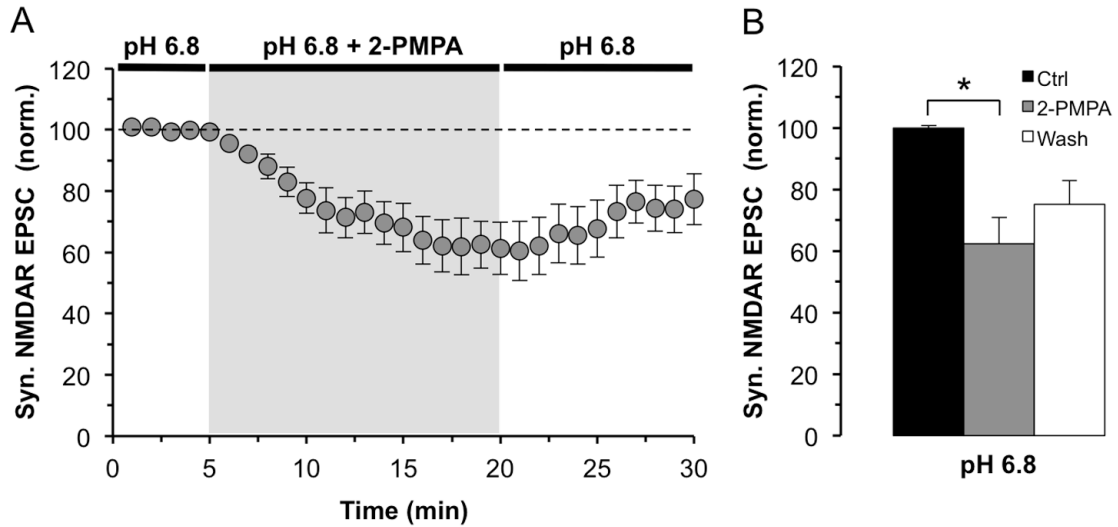 A
pH 6.8
pH 6.8 + 2-PMPA
pH 6.8
Syn. NMDAR EPSC (norm.)
120
100
80
60
40
20
0
0
5
10
15
20
25
30
Time (min)
B
Syn. NMDAR EPSC (norm.)
120
100
80
60
40
20
0
*
Ctrl
2-PMPA
Wash
pH 6.8